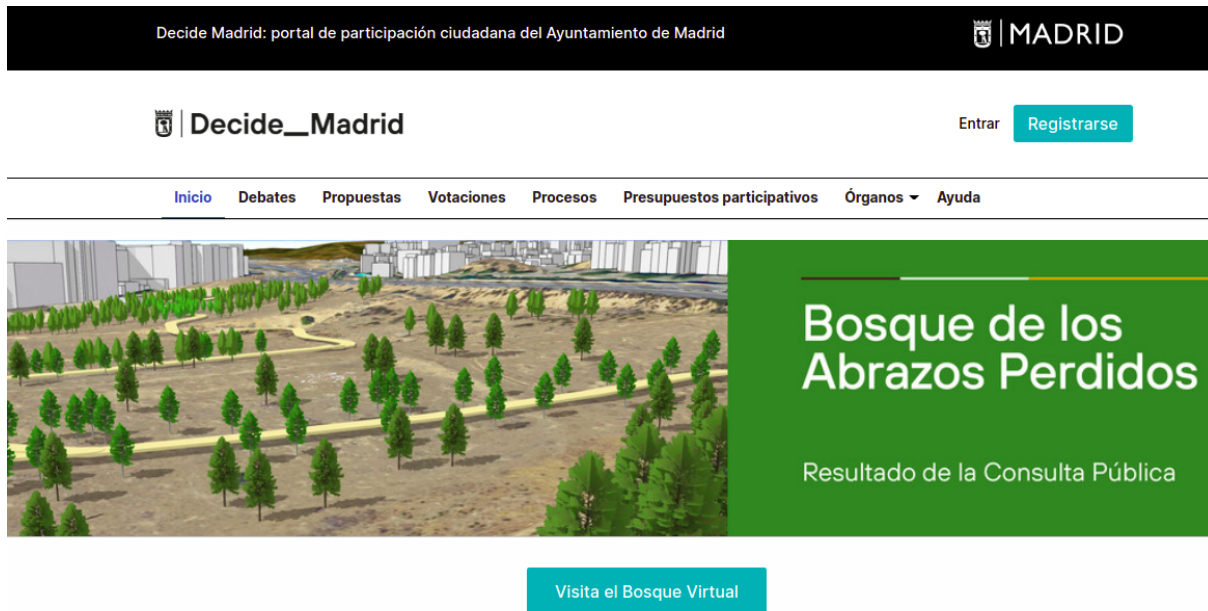 Decide Madrid: portal de participación ciudadana del Ayuntamiento de Madrid
MADRID
Decide__Madrid
Entrar
Registrarse
Inicio Debates Propuestas Votaciones Procesos Presupuestos participativos Órganos Ayuda
Bosque de los
Abrazos Perdidos
Resultado de la Consulta Pública
Visita el Bosque Virtual